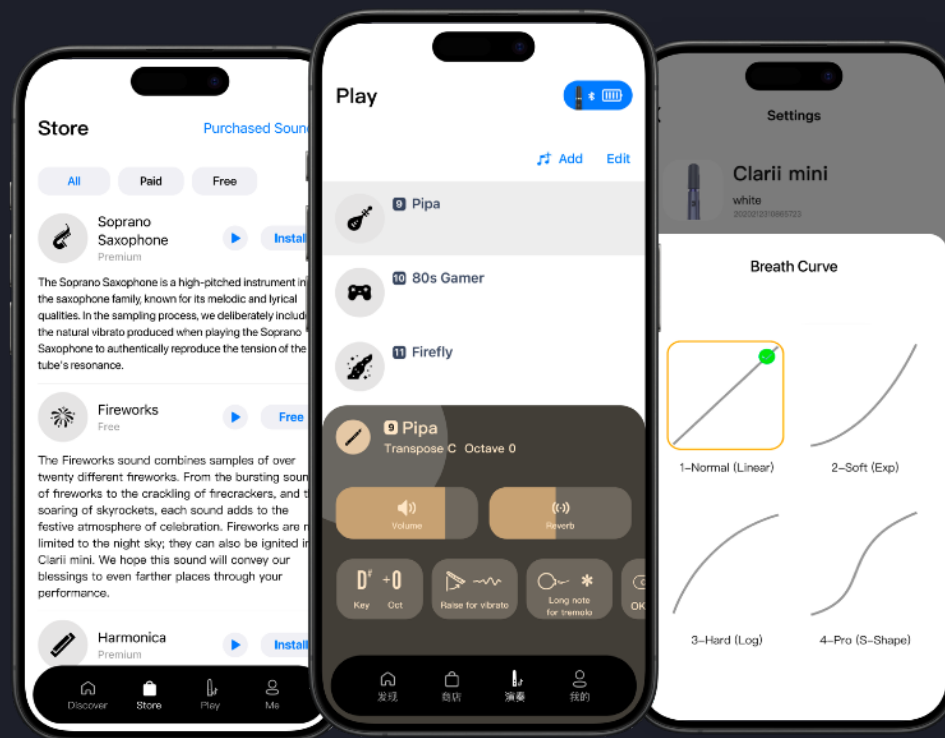 Store
Purchased Soun
All
Paid
Free
Soprano
Saxophone
Premium
Instal
The Soprano Saxophone is a high-pitched instrument in
the saxophone family, known for its melodic and lyrical
qualities. In the sampling process, we deliberately includ
the natural vibrato produced when playing the Soprano
Saxophone to authentically reproduce the tension of the
tube's resonance.
Fireworks
Free
Free
The Fireworks sound combines samples of over
twenty different fireworks. From the bursting soun
of fireworks to the crackling of firecrackers, and t
soaring of skyrockets, each sound adds to the
festive atmosphere of celebration. Fireworks are n
limited to the night sky; they can also be ignited in
Clarii mini. We hope this sound will convey our
blessings to even farther places through your
performance.
Harmonica
Premium
Install
Discover
Store
Play
Me
Play
Add
Edit
9 Pipa
10 80s Gamer
11 Firefly
9 Pipa
Transpose C Octave 0
Volume
Reverb
D# +0
Key Oct
Raise for vibrato
Long note
for tremolo
OK
发现
商店
演奏
我的
Settings
Clarii mini
white
Breath Curve
1-Normal (Linear)
2-Soft (Exp)
3-Hard (Log)
4-Pro (S-Shape)